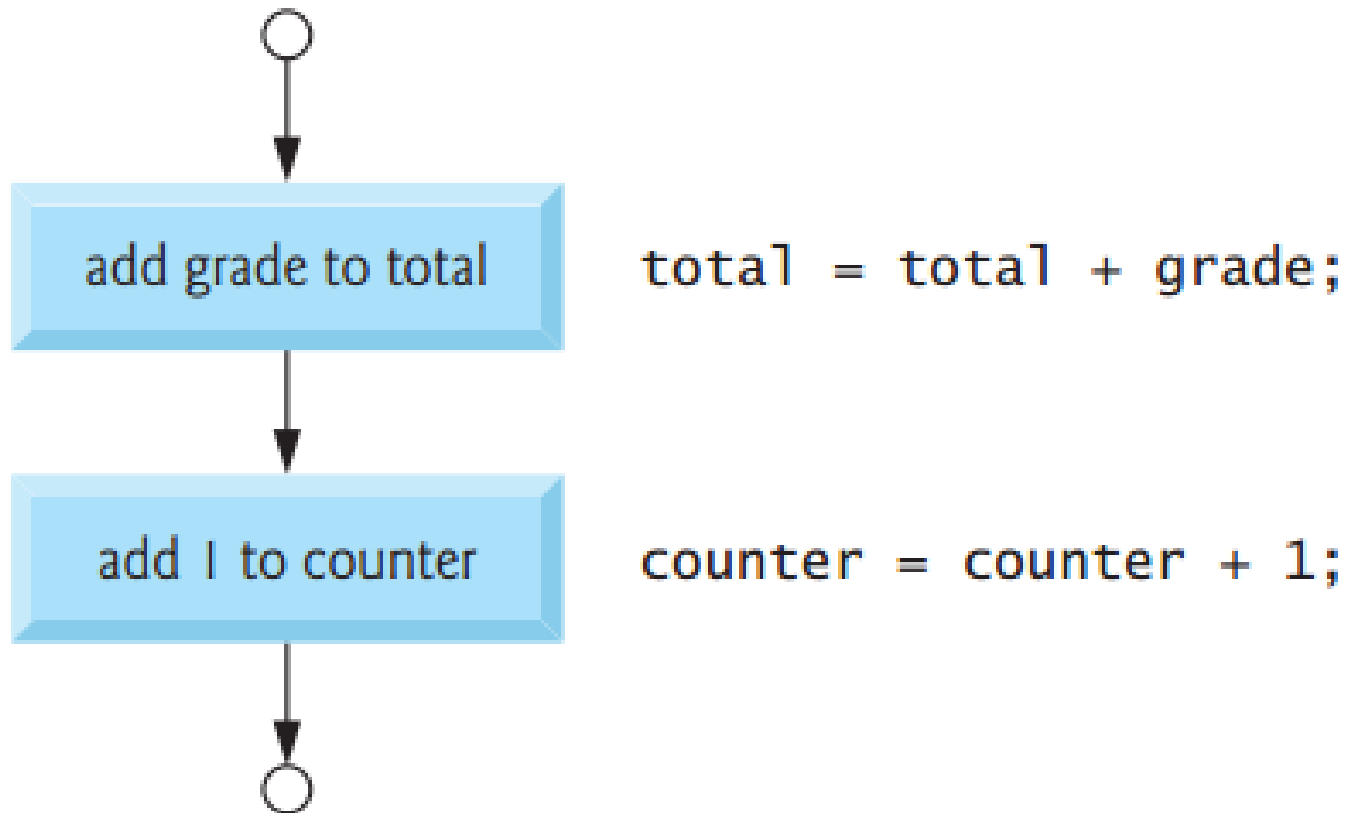 add grade to total
total = total + grade;
add 1 to counter
counter = counter + 1;